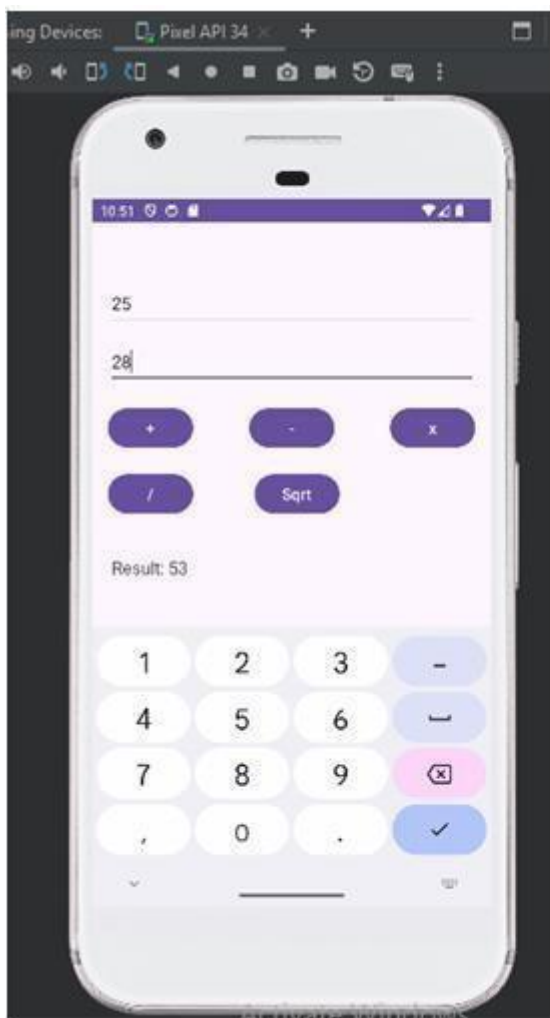 ing Devices: Pixel API 34 × +
10:51
25
28
+ - x
/ Sqrt
Result: 53
1 2 3 -
4 5 6
7 8 9
, 0 .